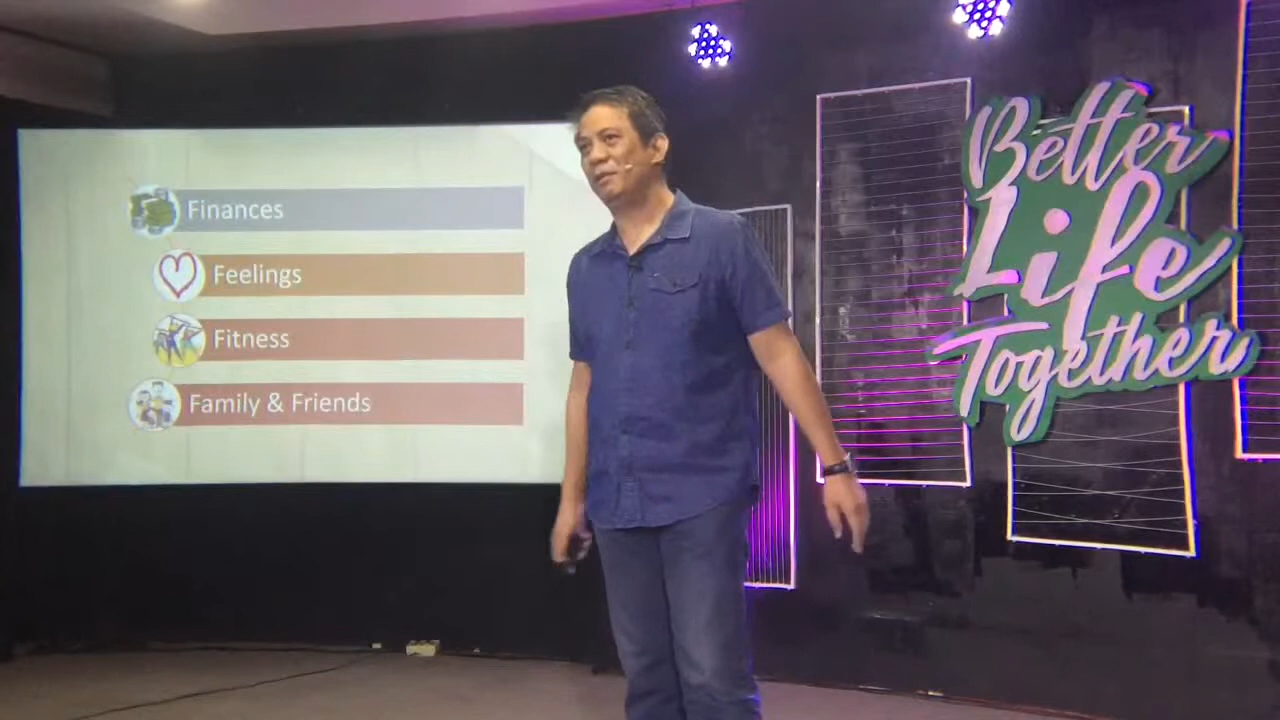 Finances
Feelings
Fitness
Family & Friends
Better
Life
Together